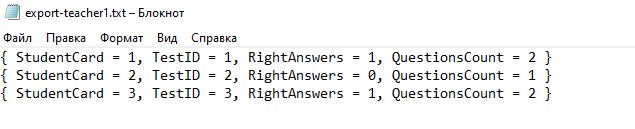 export-teacher1.txt – Блокнот
Файл Правка Формат Вид Справка
{ StudentCard = 1, TestID = 1, RightAnswers = 1, QuestionsCount = 2 }
{ StudentCard = 2, TestID = 2, RightAnswers = 0, QuestionsCount = 1 }
{ StudentCard = 3, TestID = 3, RightAnswers = 1, QuestionsCount = 2 }